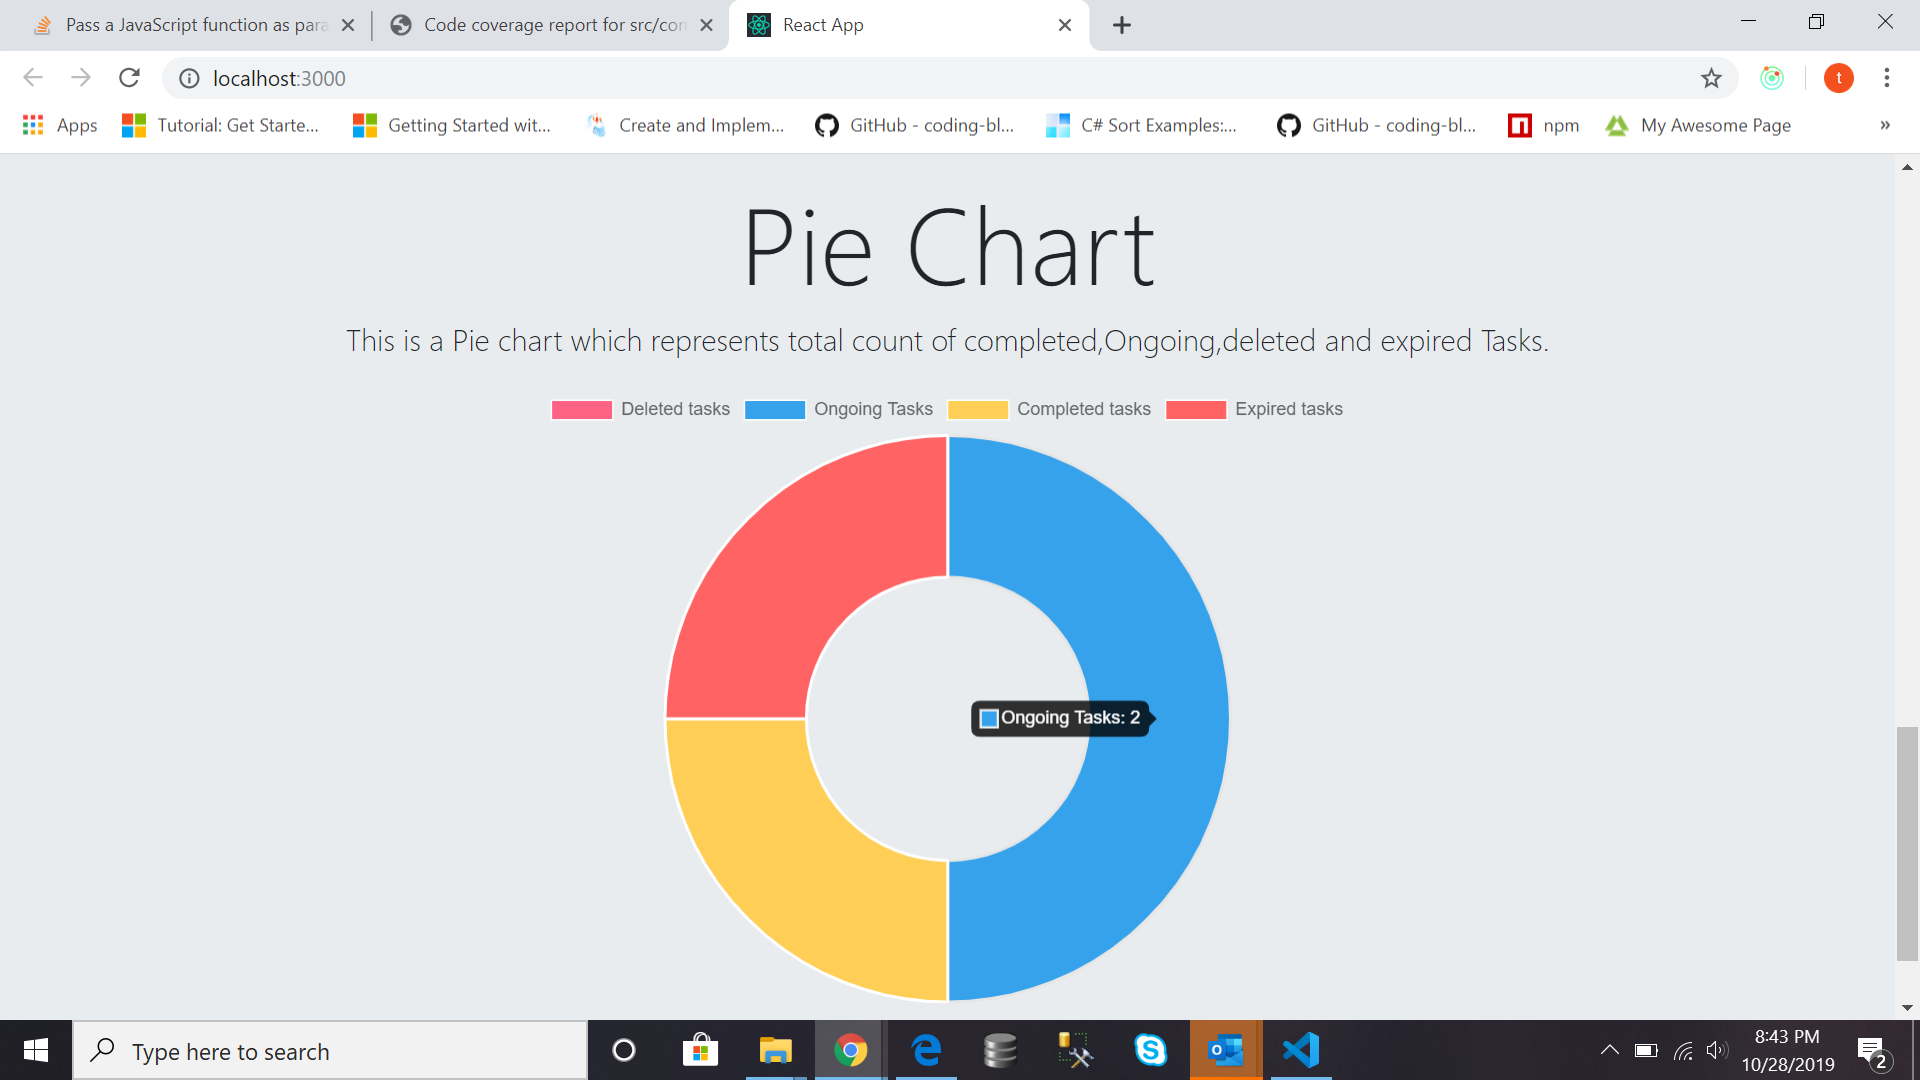 Pass a JavaScript function as para
Code coverage report for src/con
React App
localhost:3000
t
Apps
Tutorial: Get Starte...
Getting Started wit...
Create and Implem...
GitHub - coding-bl...
C# Sort Examples:...
GitHub - coding-bl...
npm
My Awesome Page
»
Pie Chart
This is a Pie chart which represents total count of completed,Ongoing,deleted and expired Tasks.
Deleted tasks
Ongoing Tasks
Completed tasks
Expired tasks
Ongoing Tasks: 2
Type here to search
8:43 PM
10/28/2019
2